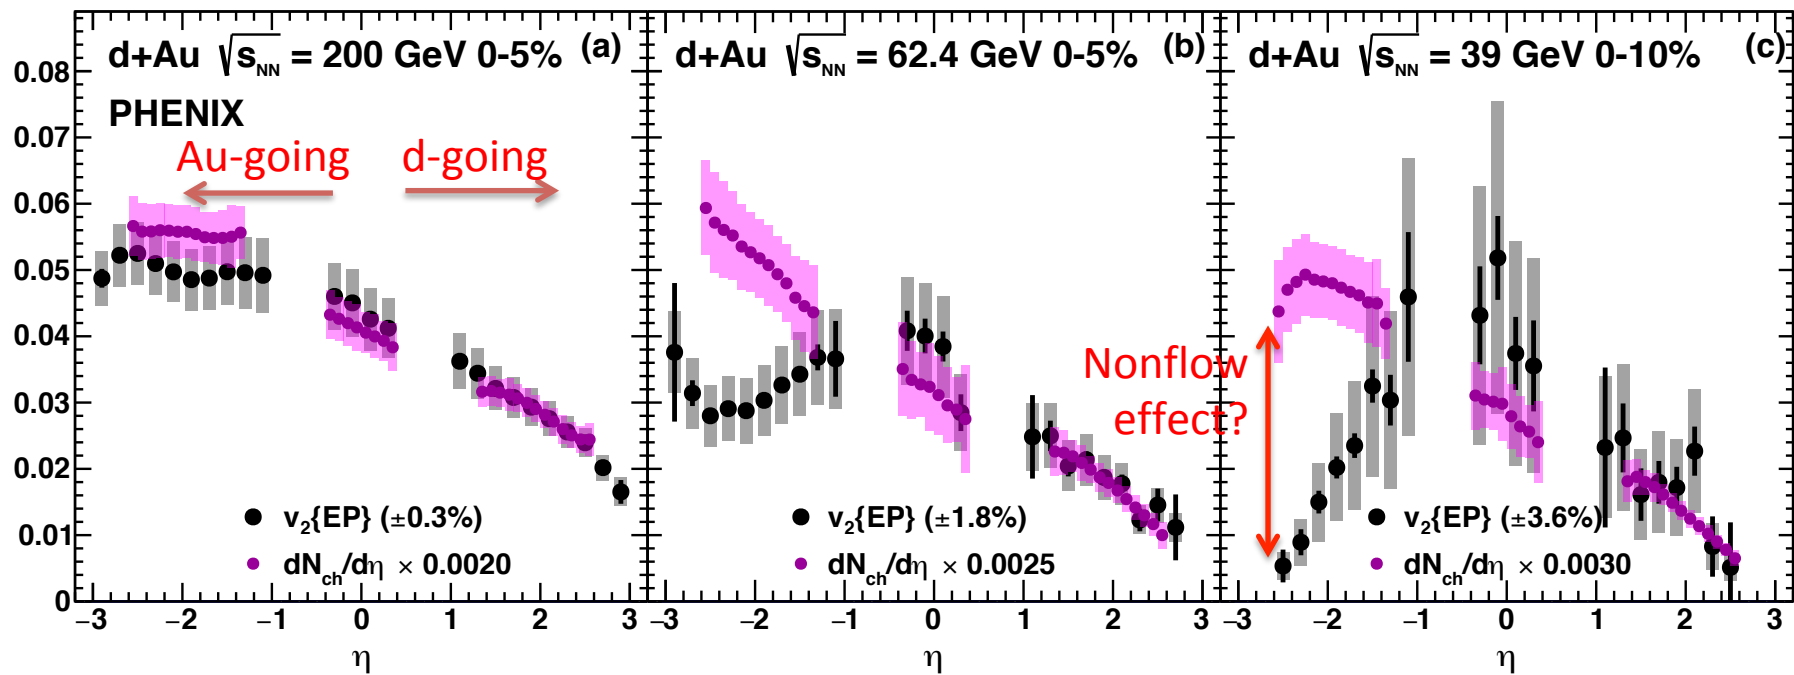 d+Au √sNN = 200 GeV 0-5% (a)
PHENIX
Au-going
d-going
v2{EP} (±0.3%)
dNch/dη × 0.0020
0.08
0.07
0.06
0.05
0.04
0.03
0.02
0.01
0
−3 −2 −1 0 1 2 3
η
d+Au √sNN = 62.4 GeV 0-5% (b)
v2{EP} (±1.8%)
dNch/dη × 0.0025
−2 −1 0 1 2
η
d+Au √sNN = 39 GeV 0-10% (c)
Nonflow
effect?
v2{EP} (±3.6%)
dNch/dη × 0.0030
−3 −2 −1 0 1 2 3
η